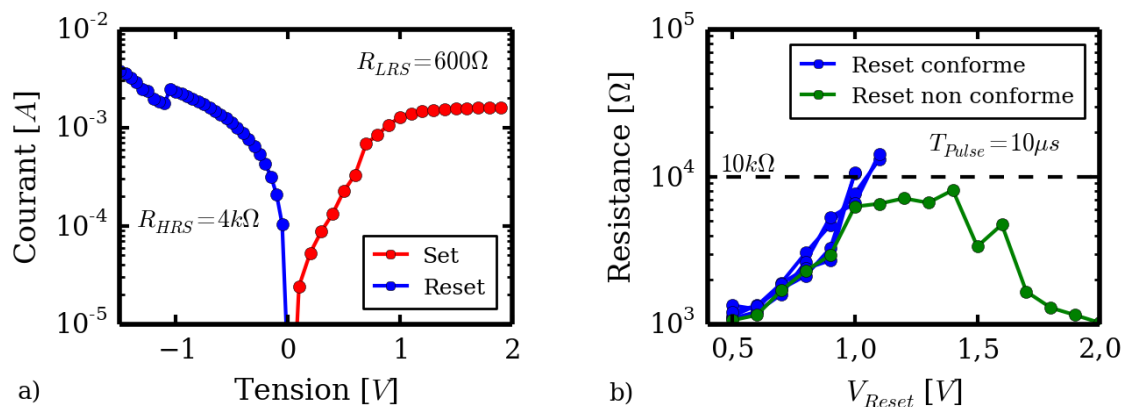 10^-2
10^-3
10^-4
10^-5
Courant [A]
R_LRS = 600Ω
R_HRS = 4kΩ
Set
Reset
−1 0 1 2
Tension [V]
a)
10^5
10^4
10^3
Resistance [Ω]
Reset conforme
Reset non conforme
T_Pulse = 10μs
10kΩ
0,5 1,0 1,5 2,0
V_Reset [V]
b)